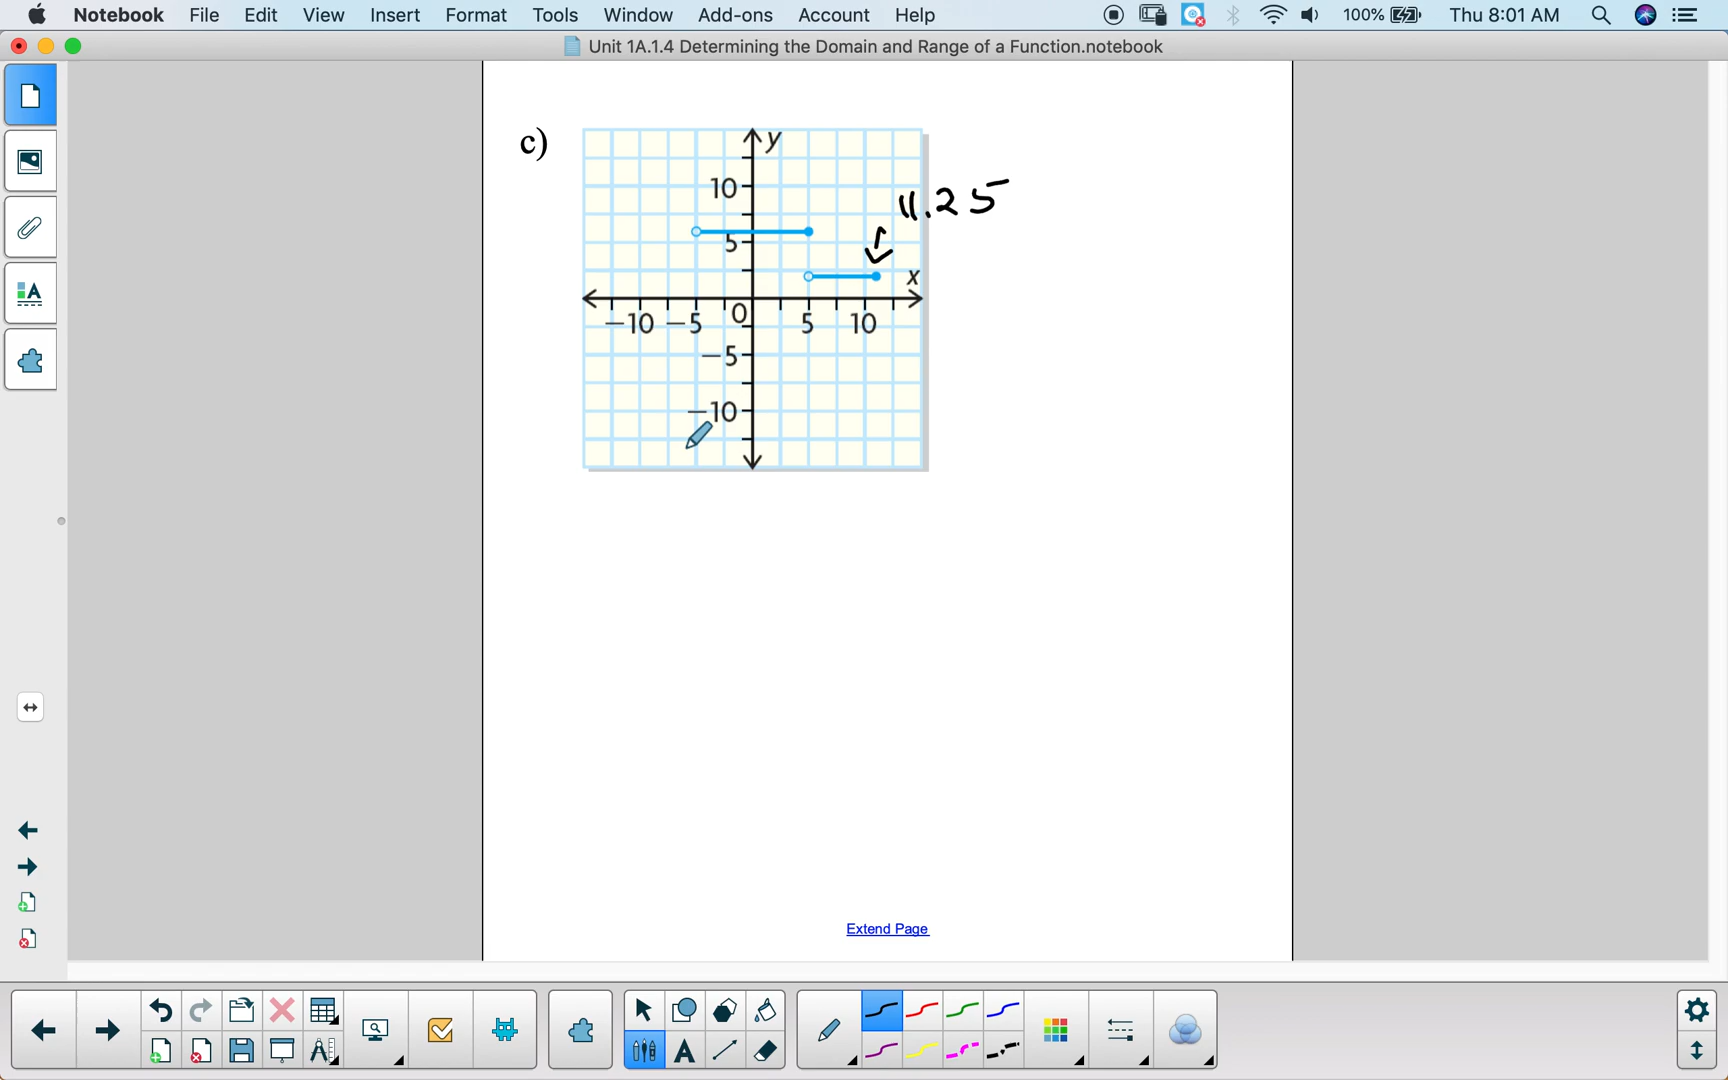 Notebook File Edit View Insert Format Tools Window Add-ons Account Help 100% Thu 8:01 AM
Unit 1A.1.4 Determining the Domain and Range of a Function.notebook
c)
y
10
11.25
5
x
−10 −5 0 5 10
−5
−10
Extend Page
A
A